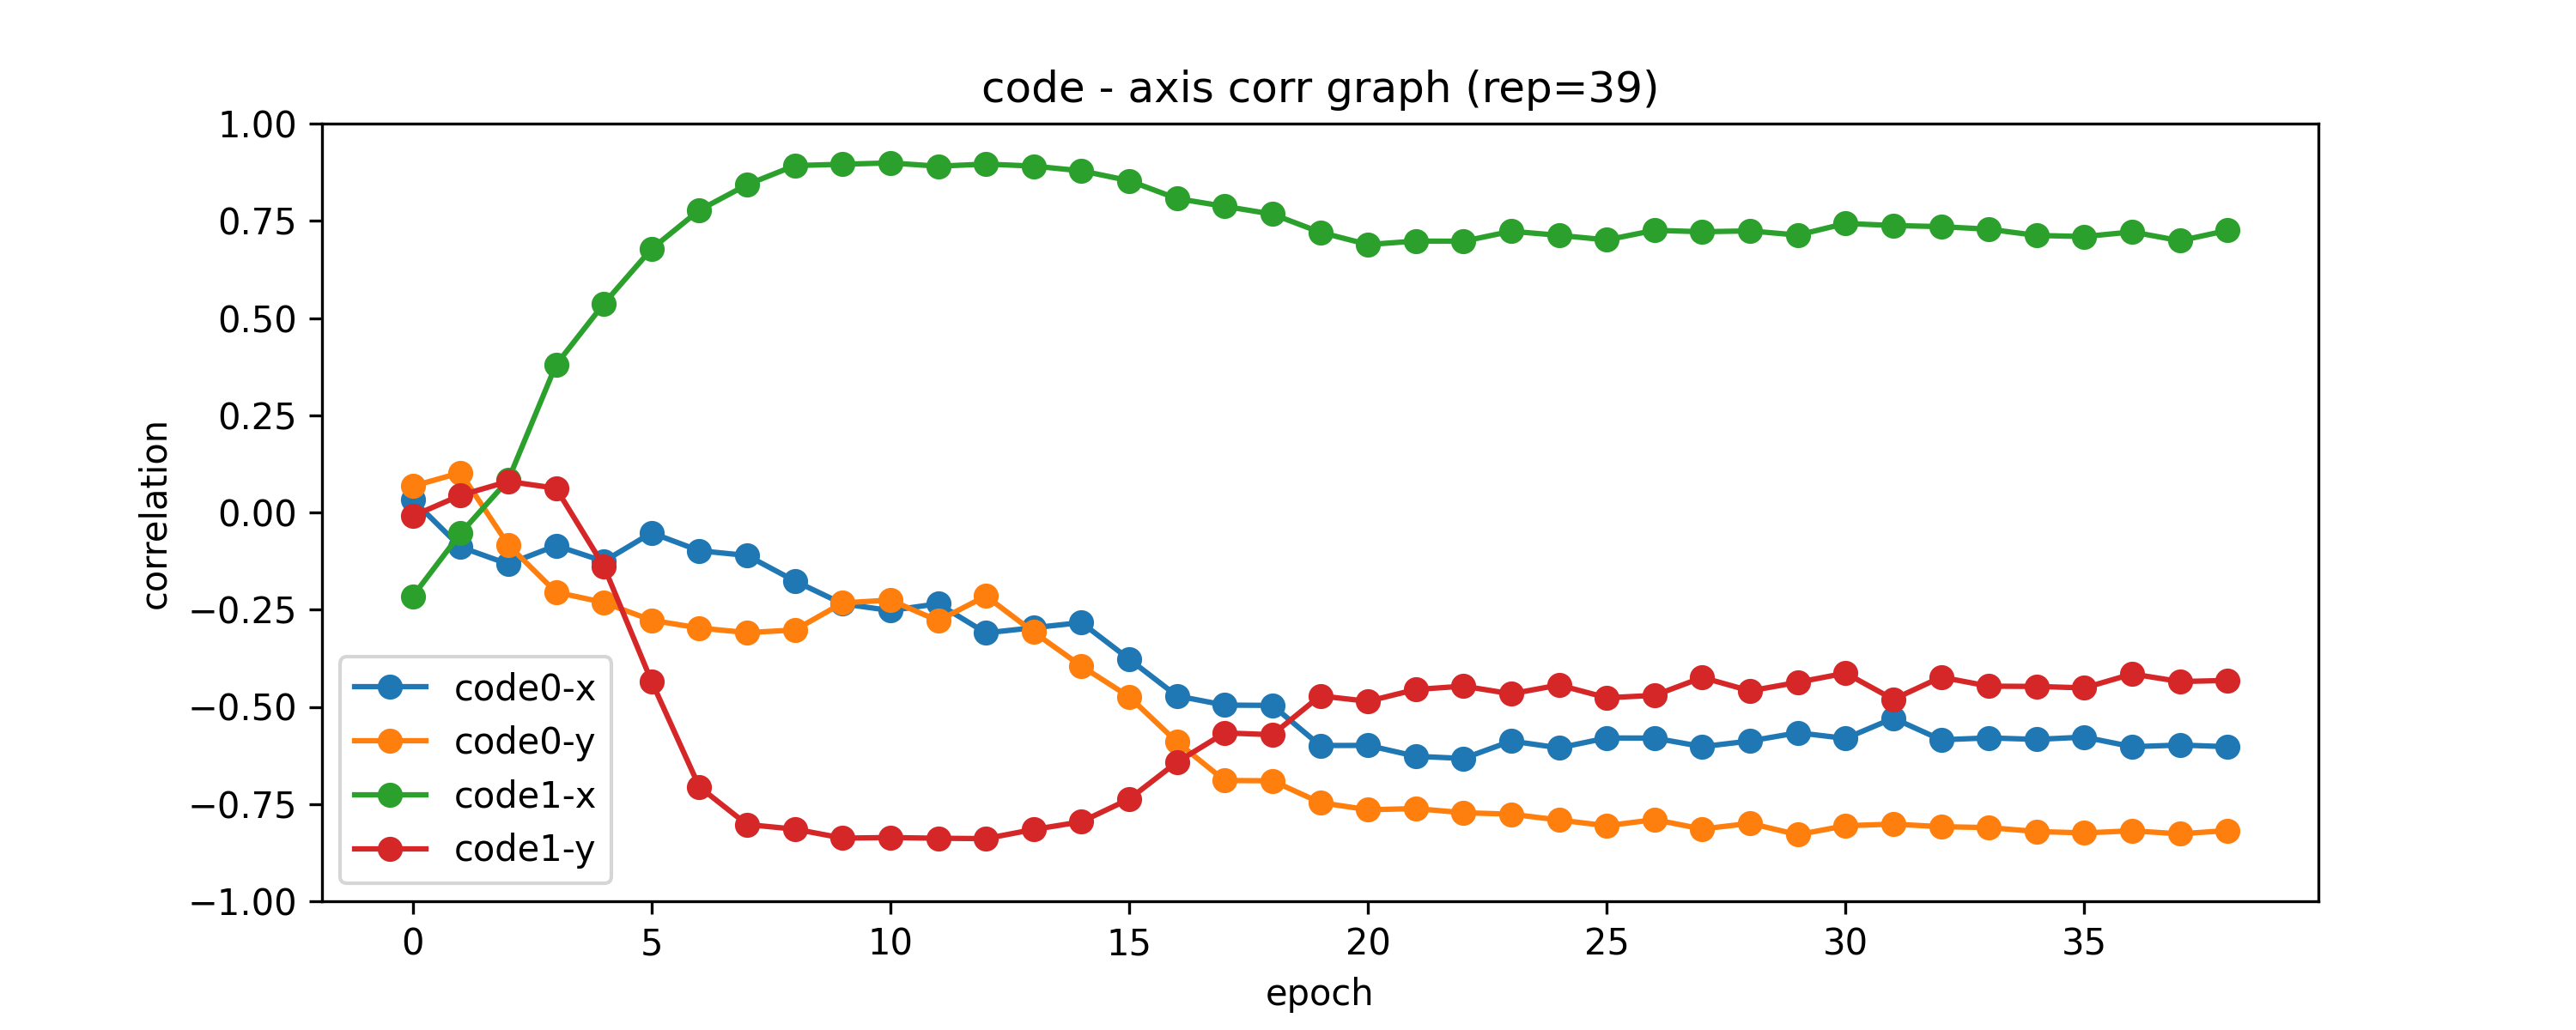 code - axis corr graph (rep=39)
1.00
0.75
0.50
0.25
0.00
−0.25
−0.50
−0.75
−1.00
correlation
code0-x
code0-y
code1-x
code1-y
0 5 10 15 20 25 30 35
epoch